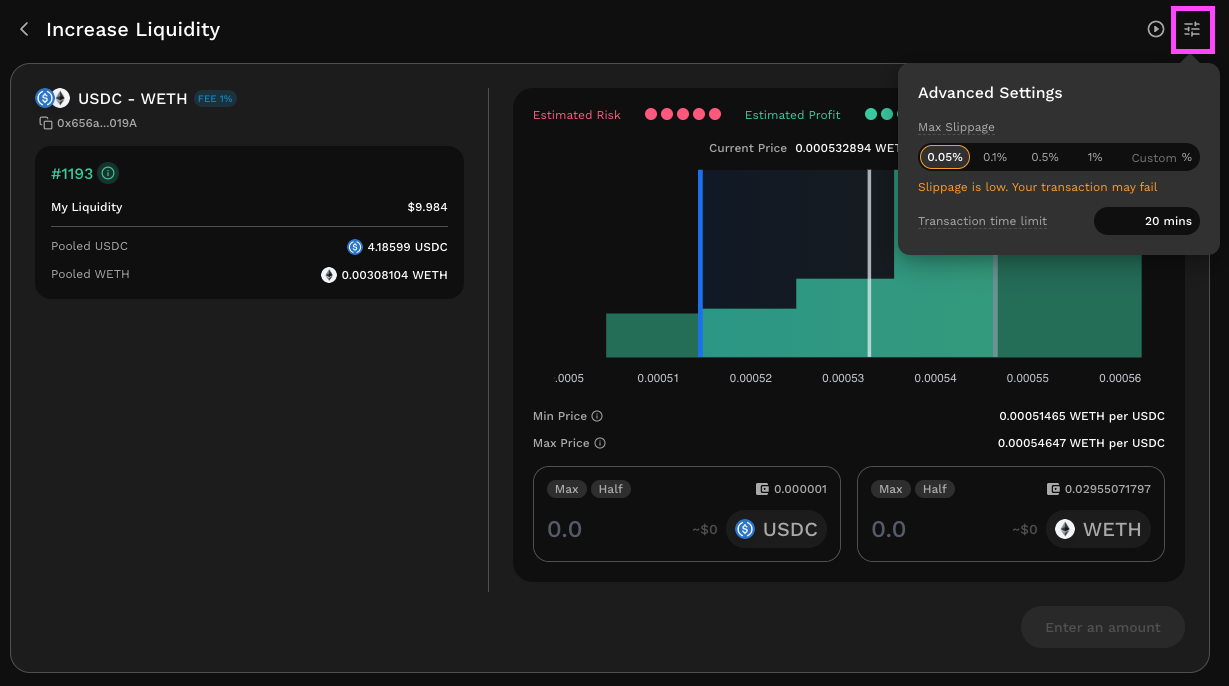 Increase Liquidity
USDC - WETH FEE 1%
0x656a...019A
#1193
My Liquidity $9.984
Pooled USDC 4.18599 USDC
Pooled WETH 0.00308104 WETH
Estimated Risk Estimated Profit
Current Price 0.000532894 WET
Advanced Settings
Max Slippage
0.05% 0.1% 0.5% 1% Custom %
Slippage is low. Your transaction may fail
Transaction time limit 20 mins
.0005 0.00051 0.00052 0.00053 0.00054 0.00055 0.00056
Min Price 0.00051465 WETH per USDC
Max Price 0.00054647 WETH per USDC
Max Half 0.000001
0.0 ~$0 USDC
Max Half 0.02955071797
0.0 ~$0 WETH
Enter an amount